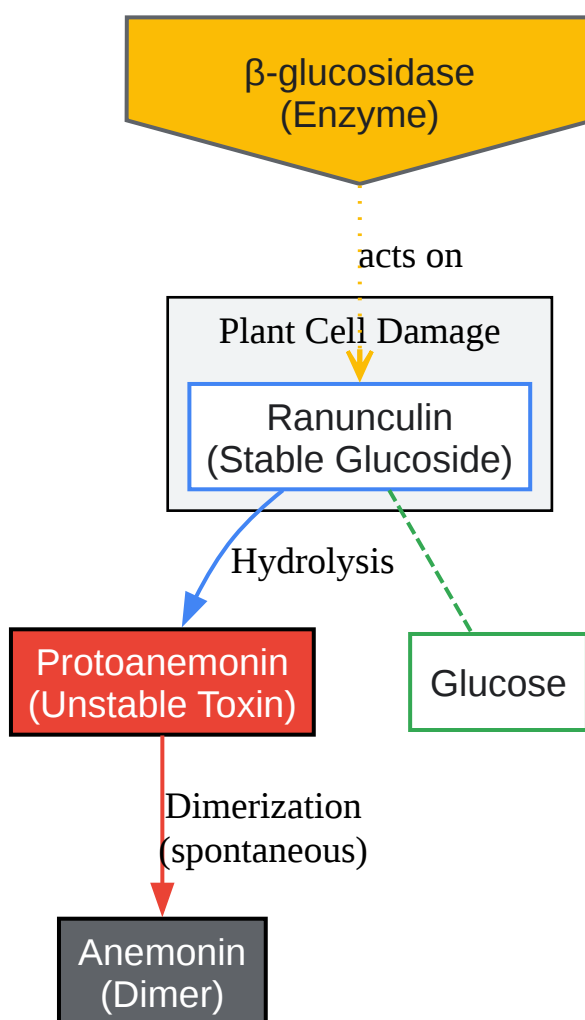 β-glucosidase
(Enzyme)
acts on
Plant Cell Damage
Ranunculin
(Stable Glucoside)
Hydrolysis
Protoanemonin
(Unstable Toxin)
Glucose
Dimerization
(spontaneous)
Anemonin
(Dimer)